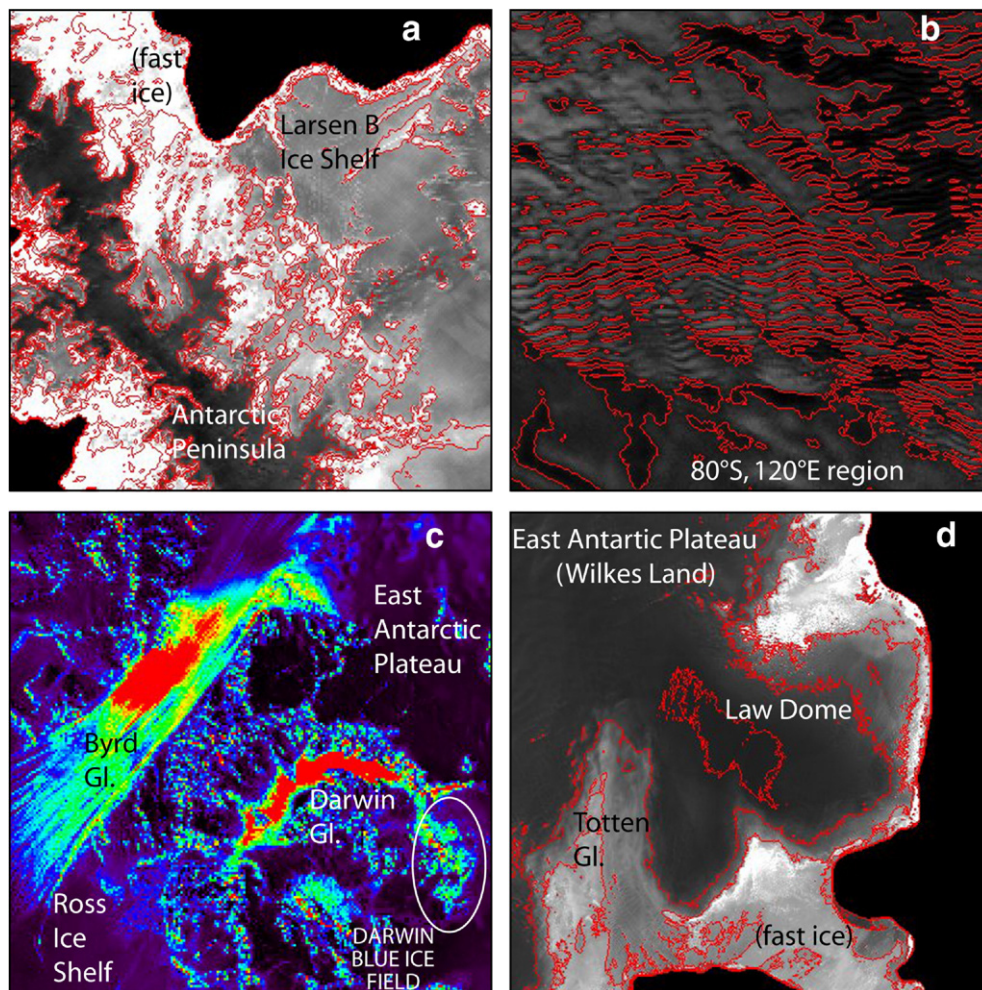 a
(fast
ice)
Larsen B
Ice Shelf
Antarctic
Peninsula
b
80°S, 120°E region
c
East
Antarctic
Plateau
Byrd
Gl.
Darwin
Gl.
Ross
Ice
Shelf
DARWIN
BLUE ICE
FIELD
d
East Antartic Plateau
(Wilkes Land)
Law Dome
Totten
Gl.
(fast ice)